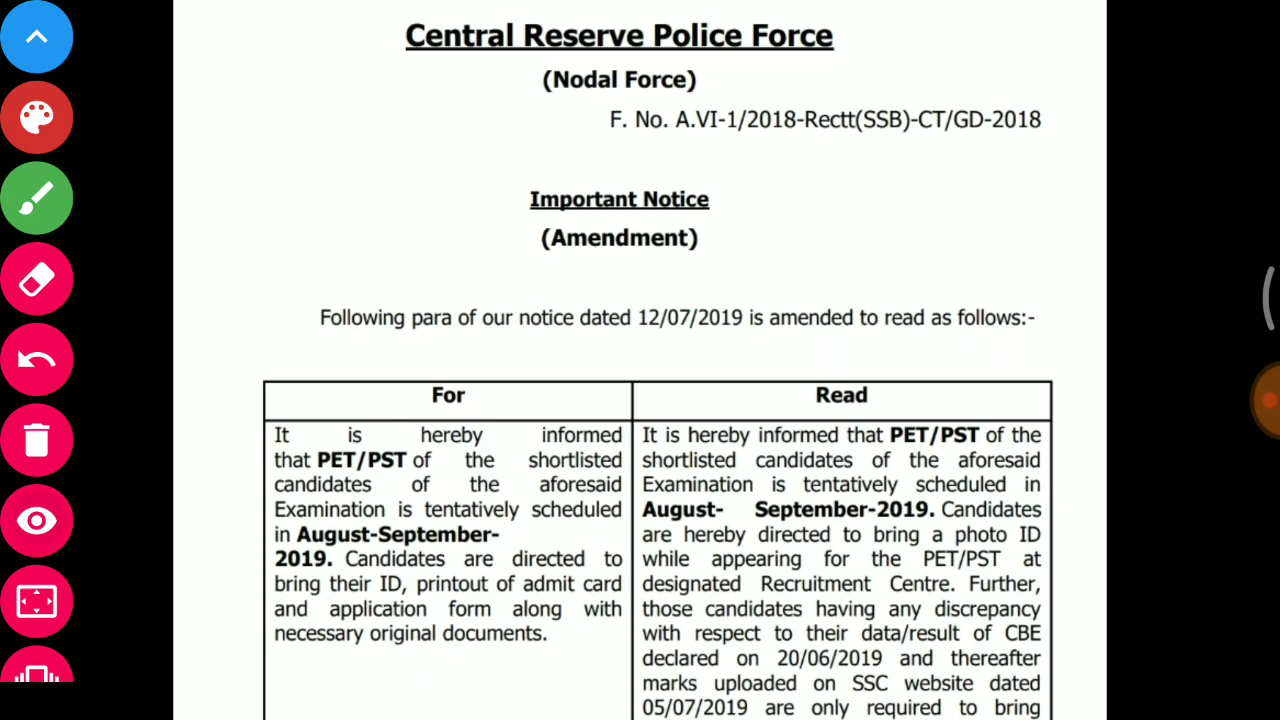 Central Reserve Police Force
(Nodal Force)
F. No. A.VI-1/2018-Rectt(SSB)-CT/GD-2018
Important Notice
(Amendment)
Following para of our notice dated 12/07/2019 is amended to read as follows:-
For
It is hereby informed
that PET/PST of the shortlisted
candidates of the aforesaid
Examination is tentatively scheduled
in August-September-
2019. Candidates are directed to
bring their ID, printout of admit card
and application form along with
necessary original documents.
Read
It is hereby informed that PET/PST of the
shortlisted candidates of the aforesaid
Examination is tentatively scheduled in
August- September-2019. Candidates
are hereby directed to bring a photo ID
while appearing for the PET/PST at
designated Recruitment Centre. Further,
those candidates having any discrepancy
with respect to their data/result of CBE
declared on 20/06/2019 and thereafter
marks uploaded on SSC website dated
05/07/2019 are only required to bring